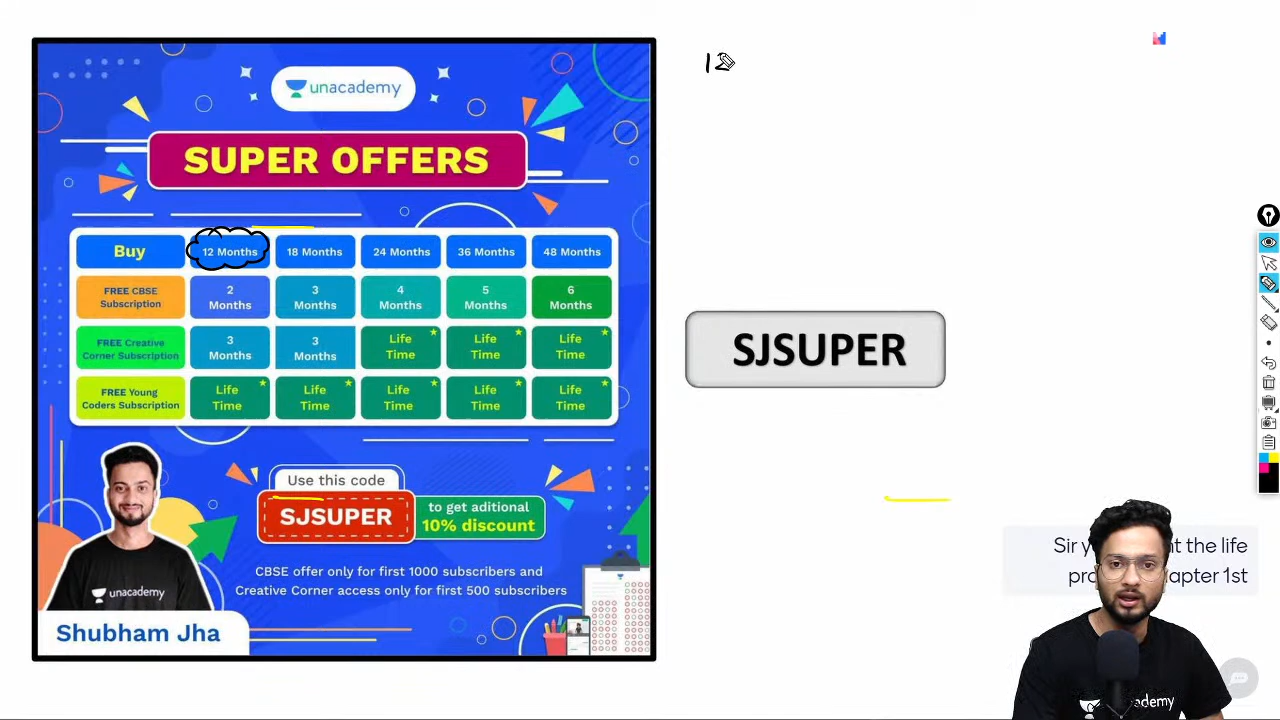 unacademy
SUPER OFFERS
Buy 12 Months 18 Months 24 Months 36 Months 48 Months
FREE CBSE Subscription 2 Months 3 Months 4 Months 5 Months 6 Months
FREE Creative Corner Subscription 3 Months 3 Months Life Time Life Time Life Time
FREE Young Coders Subscription Life Time Life Time Life Time Life Time Life Time
Use this code
SJSUPER
to get aditional
10% discount
CBSE offer only for first 1000 subscribers and
Creative Corner access only for first 500 subscribers
unacademy
Shubham Jha
12
SJSUPER
Sir the life
1st